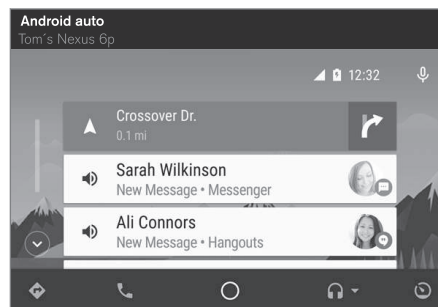 Android auto
Tom´s Nexus 6p
12:32
Crossover Dr.
0.1 mi
Sarah Wilkinson
New Message • Messenger
Ali Connors
New Message • Hangouts